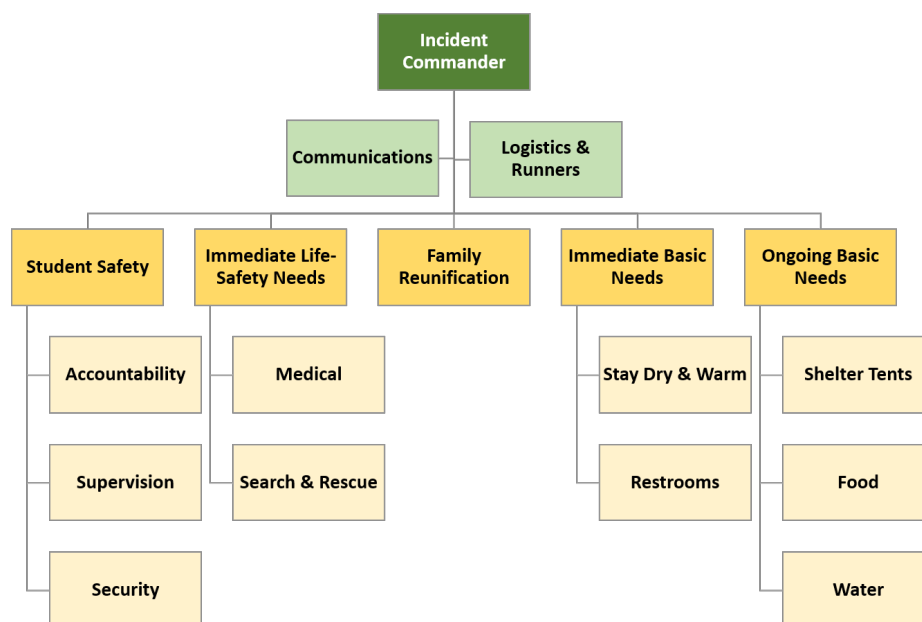 Incident
Commander
Communications
Logistics &
Runners
Student Safety
Immediate Life-
Safety Needs
Family
Reunification
Immediate Basic
Needs
Ongoing Basic
Needs
Accountability
Medical
Stay Dry & Warm
Shelter Tents
Supervision
Search & Rescue
Restrooms
Food
Security
Water